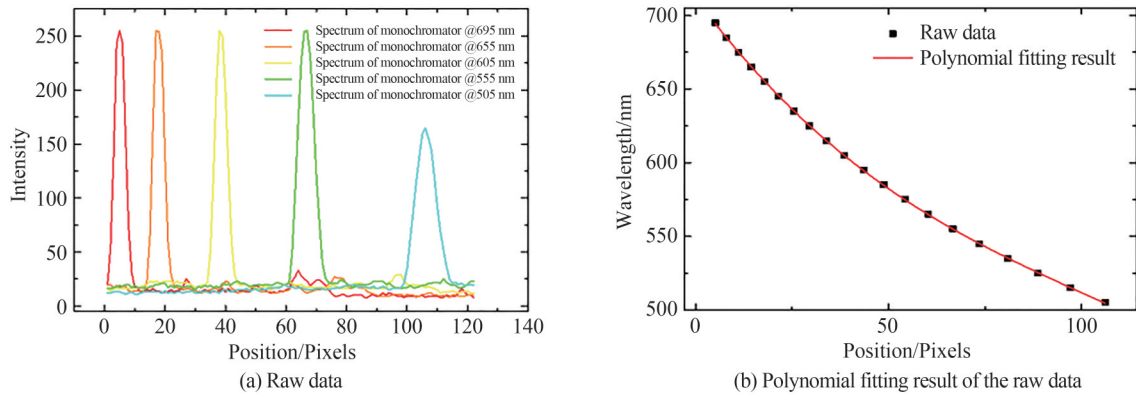 250
200
150
100
50
0
Intensity
Spectrum of monochromator @695 nm
Spectrum of monochromator @655 nm
Spectrum of monochromator @605 nm
Spectrum of monochromator @555 nm
Spectrum of monochromator @505 nm
0 20 40 60 80 100 120 140
Position/Pixels
(a) Raw data
700
650
600
550
500
Wavelength/nm
Raw data
Polynomial fitting result
0 50 100
Position/Pixels
(b) Polynomial fitting result of the raw data